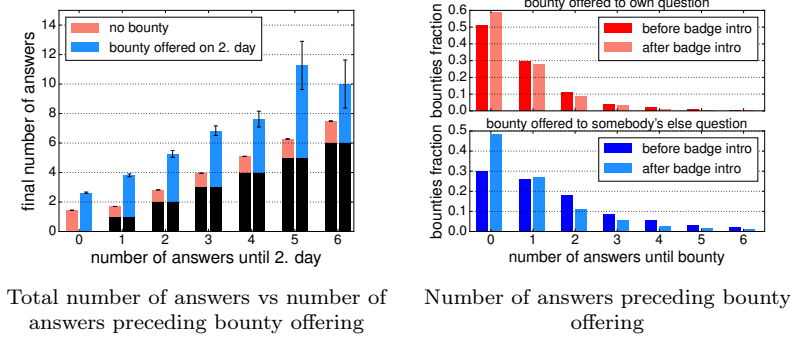 14
12
10
8
6
4
2
0
final number of answers
no bounty
bounty offered on 2. day
0 1 2 3 4 5 6
number of answers until 2. day
Total number of answers vs number of
answers preceding bounty offering
bounty offered to own question
0.6
0.5
0.4
0.3
0.2
0.1
0.0
bounties fraction
before badge intro
after badge intro
bounty offered to somebody's else question
0.5
0.4
0.3
0.2
0.1
0.0
bounties fraction
before badge intro
after badge intro
0 1 2 3 4 5 6
number of answers until bounty
Number of answers preceding bounty
offering